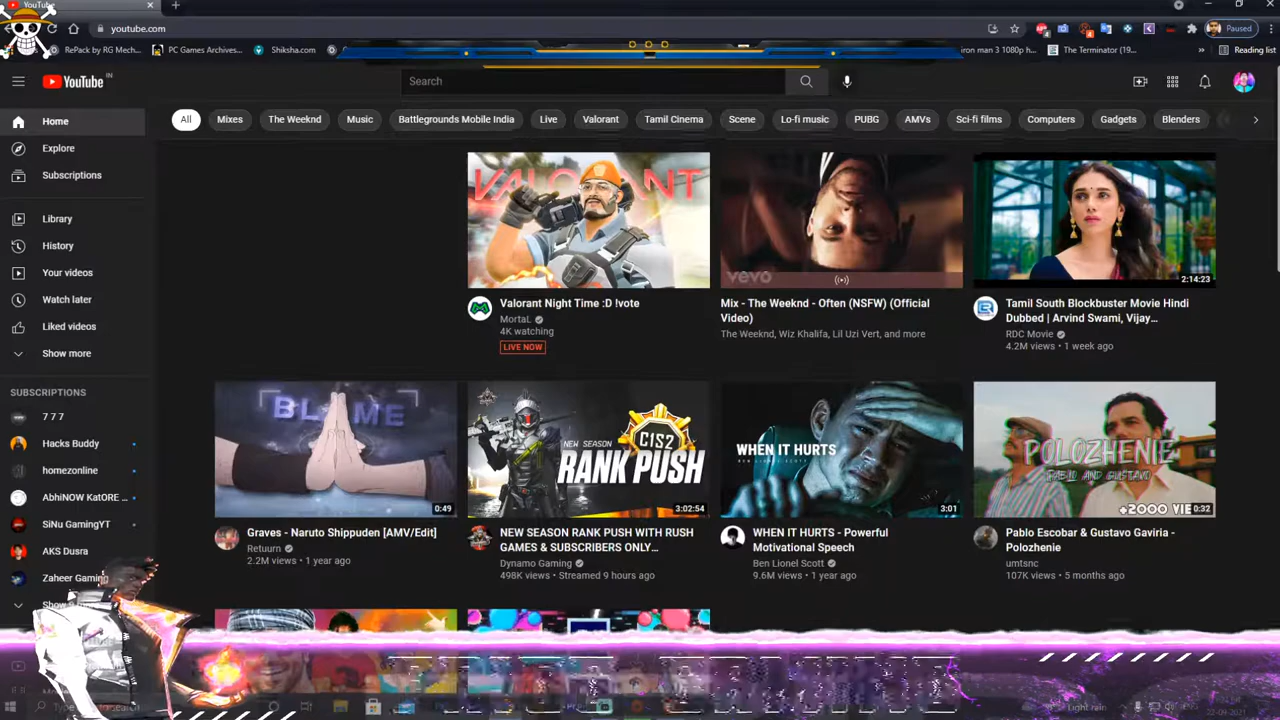 YouTube
youtube.com
Paused
RePack by RG Mech...
PC Games Archives...
Shiksha.com
iron man 3 1080p h...
The Terminator (19...
Reading list
YouTube IN
Search
All
Mixes
The Weeknd
Music
Battlegrounds Mobile India
Live
Valorant
Tamil Cinema
Scene
Lo-fi music
PUBG
AMVs
Sci-fi films
Computers
Gadgets
Blenders
Home
Explore
Subscriptions
Library
History
Your videos
Watch later
Liked videos
Show more
SUBSCRIPTIONS
7 7 7
Hacks Buddy
homezonline
AbhiNOW KatORE ...
SiNu GamingYT
AKS Dusra
Zaheer Gaming
VALORANT
Valorant Night Time :D !vote
MortaL
4K watching
LIVE NOW
vevo
Mix - The Weeknd - Often (NSFW) (Official
Video)
The Weeknd, Wiz Khalifa, Lil Uzi Vert, and more
2:14:23
Tamil South Blockbuster Movie Hindi
Dubbed | Arvind Swami, Vijay...
RDC Movie
4.2M views • 1 week ago
BLAME
0:49
Graves - Naruto Shippuden [AMV/Edit]
Retuurn
2.2M views • 1 year ago
NEW SEASON
C1S2
RANK PUSH
3:02:54
NEW SEASON RANK PUSH WITH RUSH
GAMES & SUBSCRIBERS ONLY...
Dynamo Gaming
498K views • Streamed 9 hours ago
WHEN IT HURTS
BEN LIONEL SCOTT
3:01
WHEN IT HURTS - Powerful
Motivational Speech
Ben Lionel Scott
9.6M views • 1 year ago
POLOZHENIE
PABLO AND GUSTAVO
+2000 VIE
0:32
Pablo Escobar & Gustavo Gaviria -
Polozhenie
umtsnc
107K views • 5 months ago
Light rain